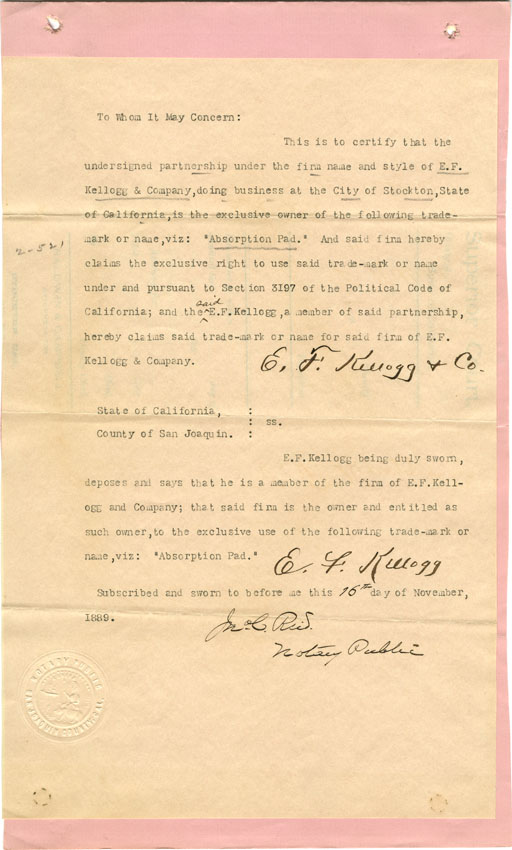 To Whom It May Concern:
This is to certify that the
undersigned partnership under the firm name and style of E.F.
Kellogg & Company,doing business at the City of Stockton,State
of California,is the exclusive owner of the following trade-
mark or name,viz: "Absorption Pad." And said firm hereby
2-521
claims the exclusive right to use said trade-mark or name
under and pursuant to Section 3197 of the Political Code of
said
California; and the E.F.Kellogg,a member of said partnership,
hereby claims said trade-mark or name for said firm of E.F.
Kellogg & Company.
E. F. Kellogg & Co.
State of California, :
: ss.
County of San Joaquin. :
E.F.Kellogg being duly sworn,
deposes and says that he is a member of the firm of E.F.Kell-
ogg and Company; that said firm is the owner and entitled as
such owner,to the exclusive use of the following trade-mark or
name,viz: "Absorption Pad."
E. F. Kellogg
Subscribed and sworn to before me this 16th day of November,
1889.
Jno. C. Reid.
Notary Public
NOTARY PUBLIC